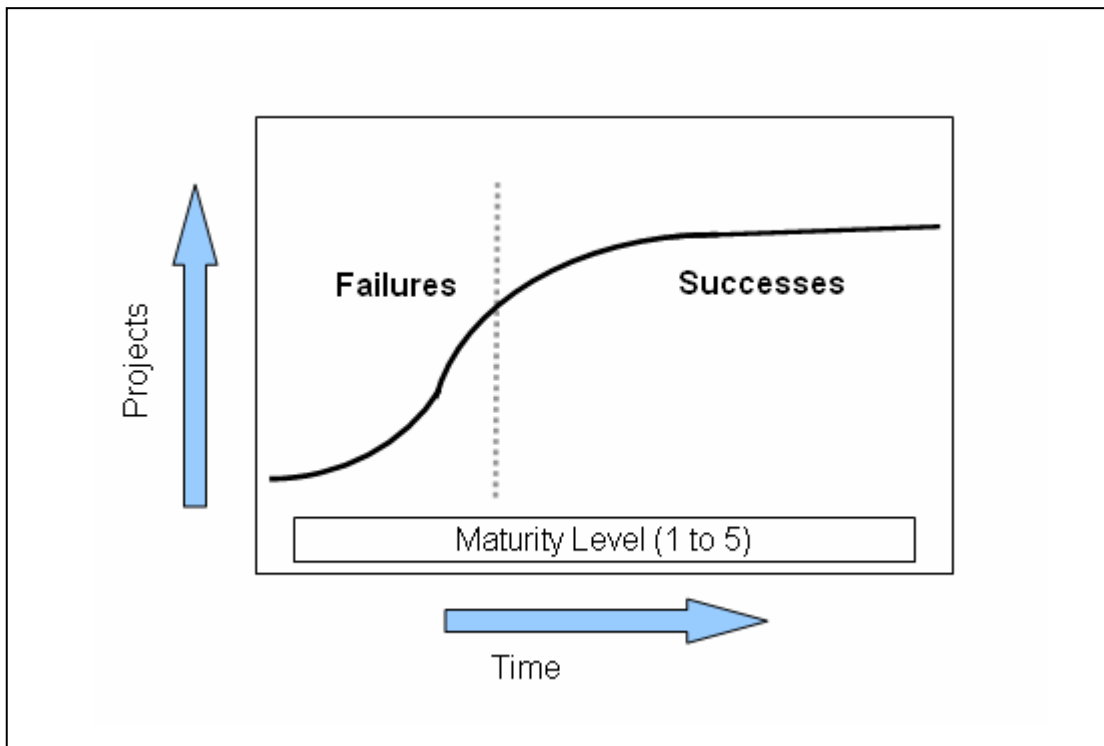 Projects
Failures
Successes
Maturity Level (1 to 5)
Time